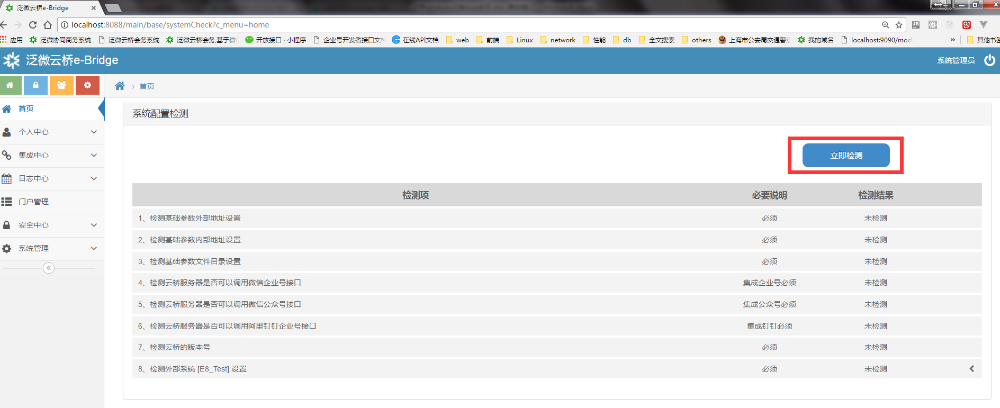 泛微云桥e-Bridge
localhost:8088/main/base/systemCheck?c_menu=home
应用 泛微协同商务系统 泛微云桥会务系统 泛微云桥会务,基于微信 开放接口 · 小程序 企业号开发者接口文档 在线API文档 web 前端 Linux network 性能 db 全文搜索 others 上海市公安局交通警察 我的域名 localhost:9090/mod » 其他书签
泛微云桥e-Bridge 系统管理员
首页
首页
个人中心
集成中心
日志中心
门户管理
安全中心
系统管理
系统配置检测
立即检测
检测项 必要说明 检测结果
1、检测基础参数外部地址设置 必须 未检测
2、检测基础参数内部地址设置 必须 未检测
3、检测基础参数文件目录设置 必须 未检测
4、检测云桥服务器是否可以调用微信企业号接口 集成企业号必须 未检测
5、检测云桥服务器是否可以调用微信公众号接口 集成公众号必须 未检测
6、检测云桥服务器是否可以调用阿里钉钉企业号接口 集成钉钉必须 未检测
7、检测云桥的版本号 必须 未检测
8、检测外部系统 [E8_Test] 设置 必须 未检测